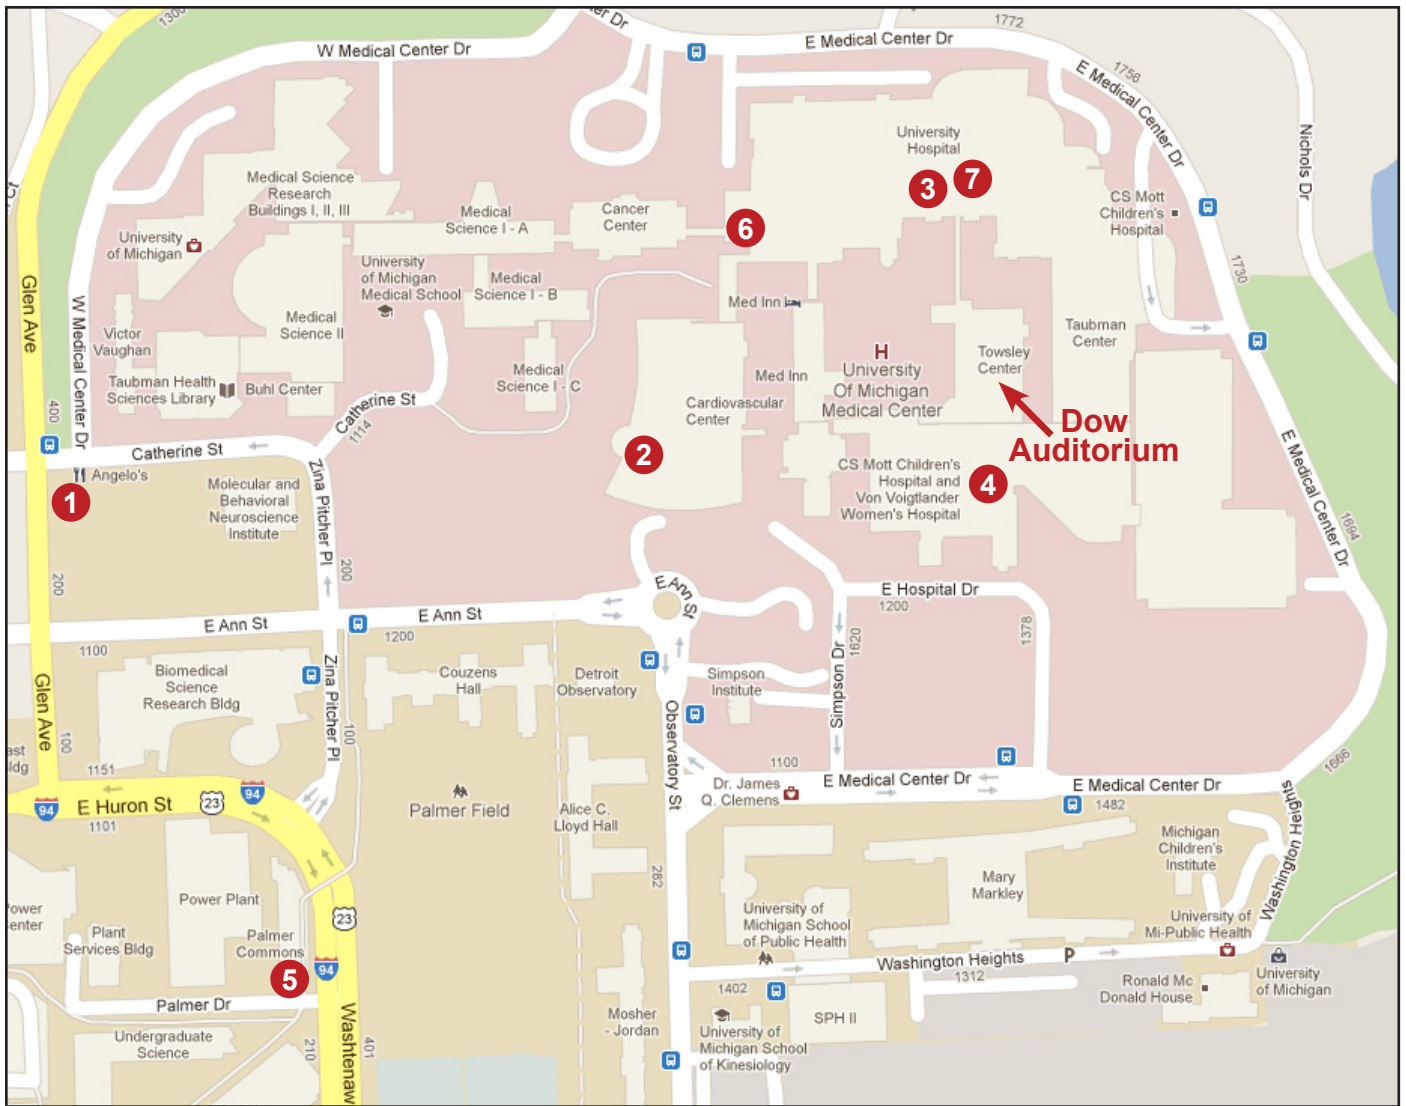 1300
W Medical Center Dr
er Dr
E Medical Center Dr
1772
1756
E Medical Center Dr
Nichols Dr
University
Hospital
3
7
Medical Science
Research
Buildings I, II, III
Medical
Science I - A
Cancer
Center
6
CS Mott
Children's
Hospital
University
of Michigan
University
of Michigan
Medical School
Medical
Science I - B
1730
Glen Ave
W Medical Center Dr
Victor
Vaughan
Medical
Science II
Med Inn
Taubman
Center
Towsley
Center
H
University
Of Michigan
Medical Center
Taubman Health
Sciences Library
Buhl Center
Medical
Science I - C
Med Inn
Cardiovascular
Center
Dow
Auditorium
400
Catherine St
1114
Catherine St
2
CS Mott Children's
Hospital and
Von Voigtlander
Women's Hospital
4
E Medical Center Dr
1694
Angelo's
1
Molecular and
Behavioral
Neuroscience
Institute
Zina Pitcher Pl
200
200
E Ann St
E Ann St
1200
E Ann St
1100
E Hospital Dr
1200
1378
1620
Simpson Dr
Biomedical
Science
Research Bldg
Zina Pitcher Pl
100
Couzens
Hall
Detroit
Observatory
Simpson
Institute
Observatory St
Glen Ave
100
ast
ldg
1151
94
E Huron St
23
94
1101
Palmer Field
Alice C.
Lloyd Hall
Dr. James
Q. Clemens
1100
E Medical Center Dr
E Medical Center Dr
1482
1666
Washington Heights
282
Michigan
Children's
Institute
Mary
Markley
Power Plant
23
Power
enter
Plant
Services Bldg
Palmer
Commons
5
94
University of
Michigan School
of Public Health
University of
Mi-Public Health
Washington Heights
P
1312
1402
Ronald Mc
Donald House
University
of Michigan
Palmer Dr
Washtenaw
401
210
Undergraduate
Science
Mosher
- Jordan
SPH II
University of
Michigan School
of Kinesiology